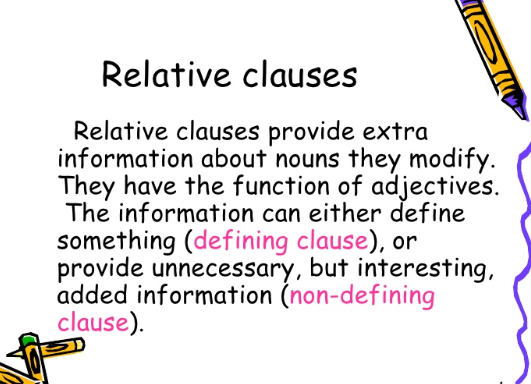 Relative clauses
Relative clauses provide extra
information about nouns they modify.
They have the function of adjectives.
The information can either define
something (defining clause), or
provide unnecessary, but interesting,
added information (non-defining
clause).